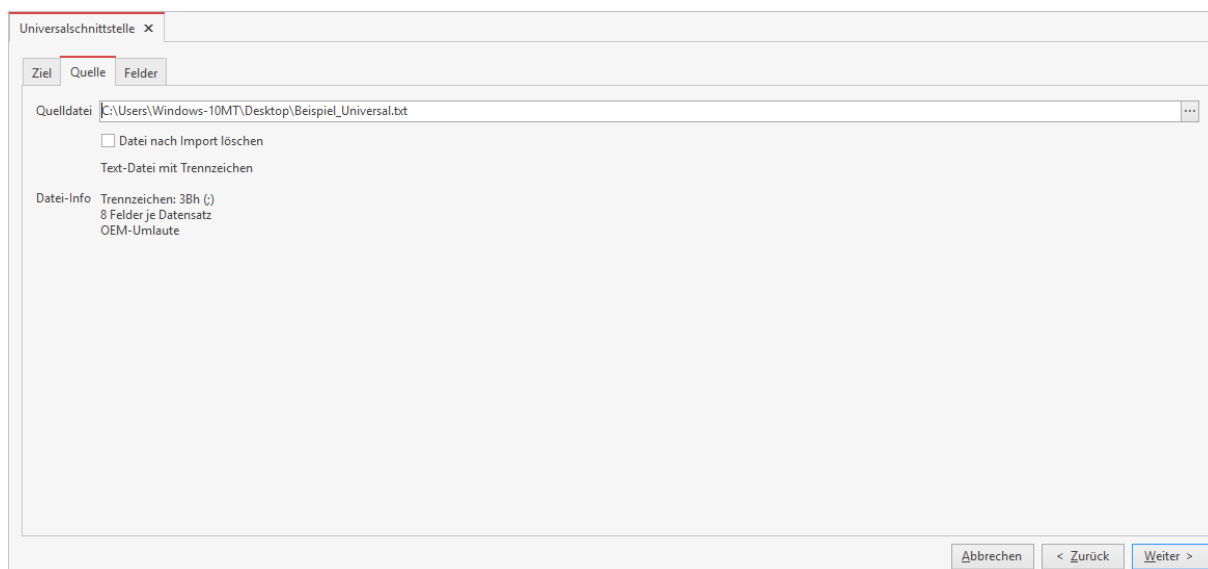 Universalschnittstelle ✕
Ziel Quelle Felder
Quelldatei C:\Users\Windows-10MT\Desktop\Beispiel_Universal.txt ...
Datei nach Import löschen
Text-Datei mit Trennzeichen
Datei-Info Trennzeichen: 3Bh (;)
8 Felder je Datensatz
OEM-Umlaute
Abbrechen < Zurück Weiter >